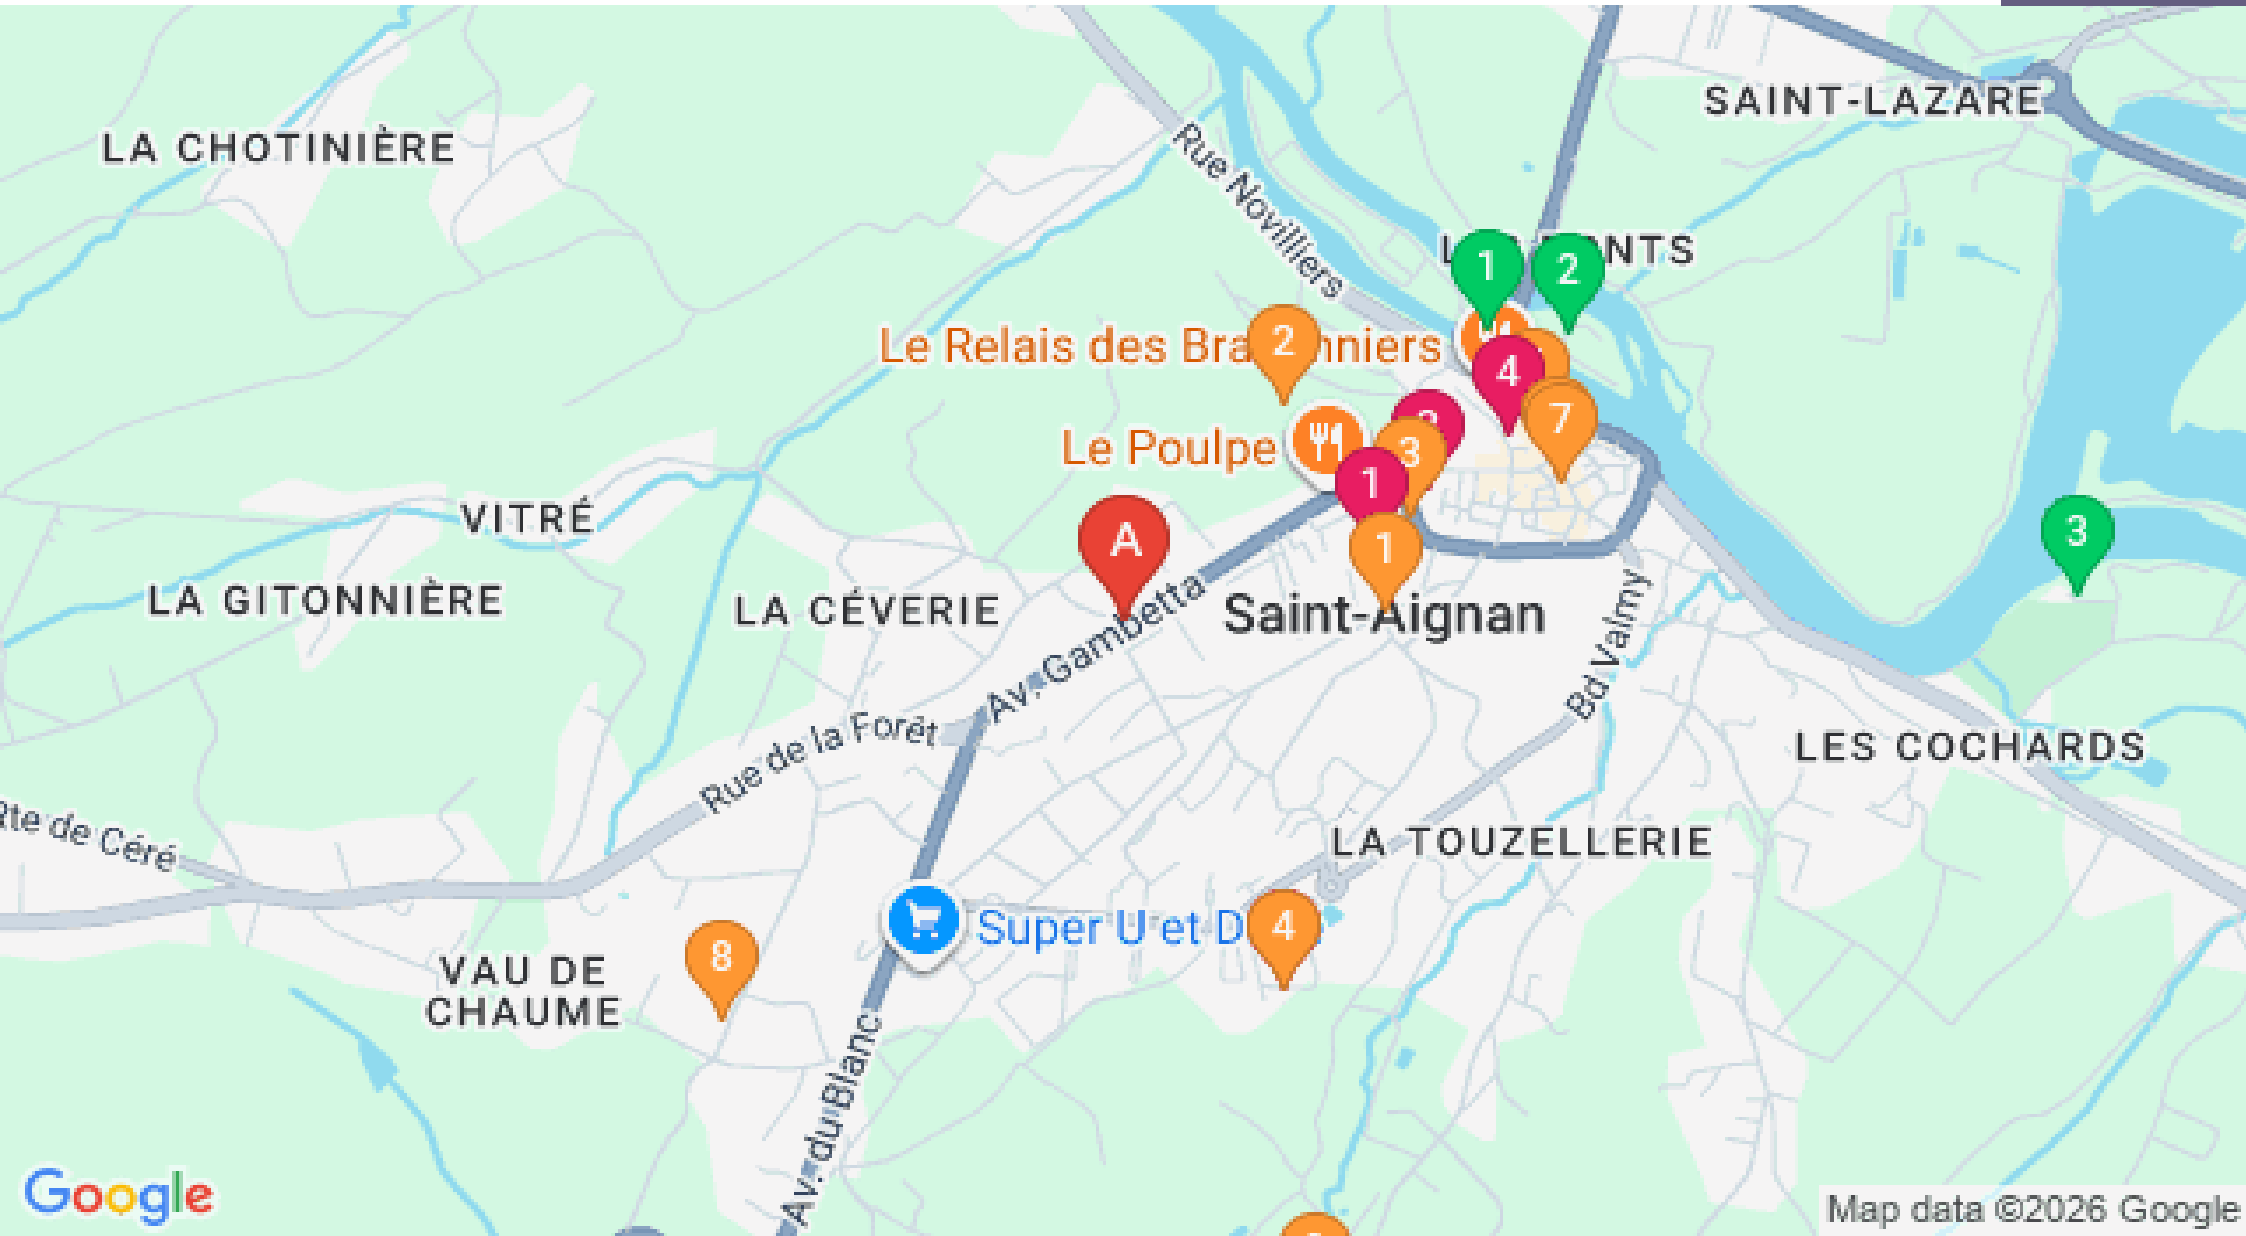 LA CHOTINIÈRE
SAINT-LAZARE
Rue Novilliers
1
2
2
4
7
3
1
1
Le Poulpe
A
3
VITRÉ
LA GITONNIÈRE
LA CÉVERIE
Av. Gambetta
Saint-Aignan
Bd Valmy
Rue de la Forêt
LES COCHARDS
Rte de Céré
LA TOUZELLERIE
Super U et
4
8
VAU DE
CHAUME
Av. du Blanc
Le Relais des
Google
Map data ©2026 Google